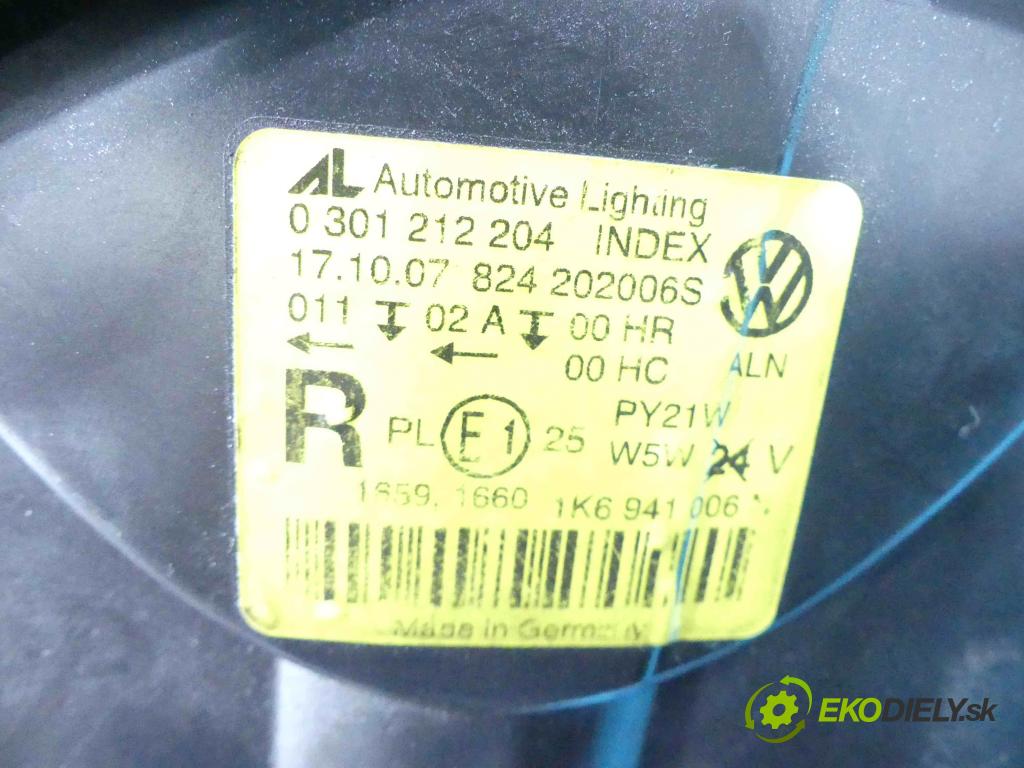 AL Automotive Lighting
0 301 212 204 INDEX
17.10.07 824 202006S
011 02 A 00 HR
00 HC ALN
R PL E1 25 PY21W
W5W 24 V
1659, 1660 1K6 941 006
Made in Germany
EKODIELY.sk